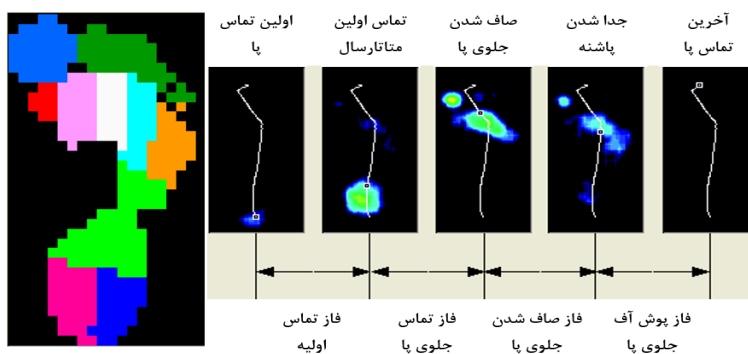 اولین تماس
پا
تماس اولین
متاتارسال
صاف شدن
جلوی پا
جدا شدن
پاشنه
آخرین
تماس پا
فاز تماس
اولیه
فاز تماس
جلوی پا
فاز صاف شدن
جلوی پا
فاز پوش آف
جلوی پا